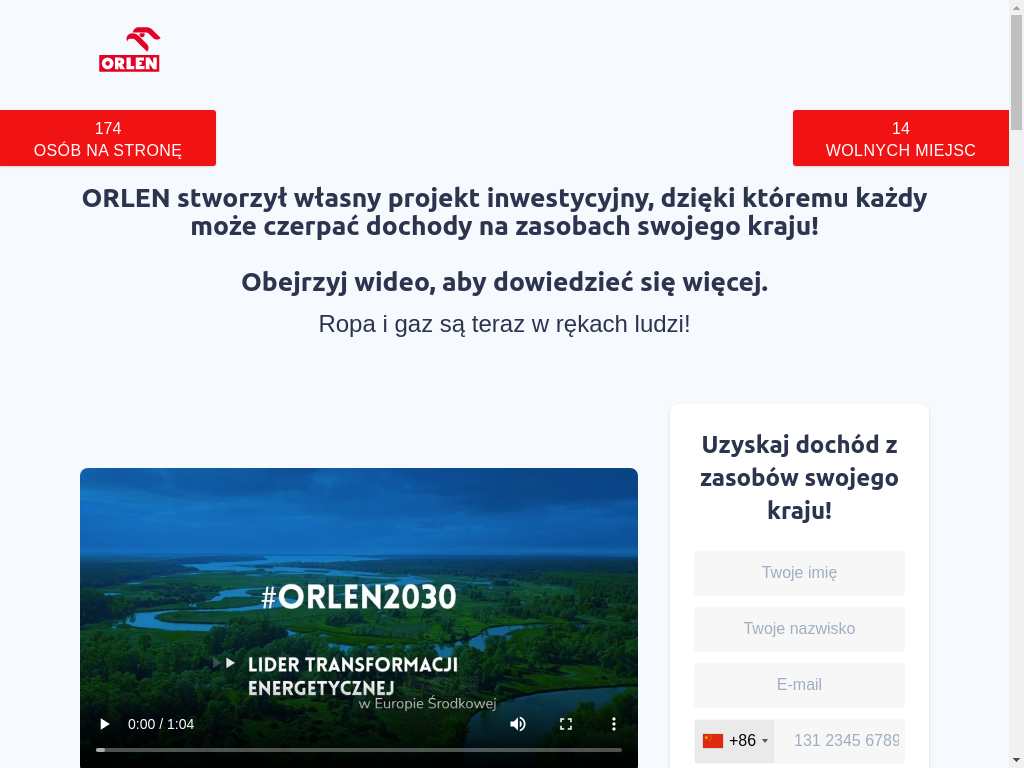 ORLEN
174
OSÓB NA STRONĘ
14
WOLNYCH MIEJSC
ORLEN stworzył własny projekt inwestycyjny, dzięki któremu każdy
może czerpać dochody na zasobach swojego kraju!
Obejrzyj wideo, aby dowiedzieć się więcej.
Ropa i gaz są teraz w rękach ludzi!
#ORLEN2030
LIDER TRANSFORMACJI
ENERGETYCZNEJ
w Europie Środkowej
0:00 / 1:04
Uzyskaj dochód z
zasobów swojego
kraju!
Twoje imię
Twoje nazwisko
E-mail
+86
131 2345 6789